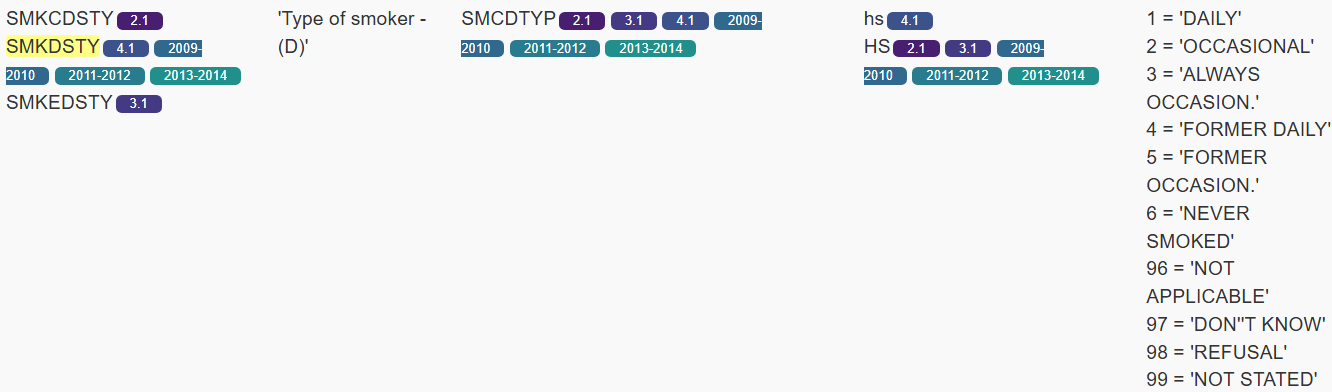 SMKCDSTY 2.1
SMKDSTY 4.1 2009-
2010 2011-2012 2013-2014
SMKEDSTY 3.1
'Type of smoker -
(D)'
SMCDTYP 2.1 3.1 4.1 2009-
2010 2011-2012 2013-2014
hs 4.1
HS 2.1 3.1 2009-
2010 2011-2012 2013-2014
1 = 'DAILY'
2 = 'OCCASIONAL'
3 = 'ALWAYS
OCCASION.'
4 = 'FORMER DAILY'
5 = 'FORMER
OCCASION.'
6 = 'NEVER
SMOKED'
96 = 'NOT
APPLICABLE'
97 = 'DON''T KNOW'
98 = 'REFUSAL'
99 = 'NOT STATED'